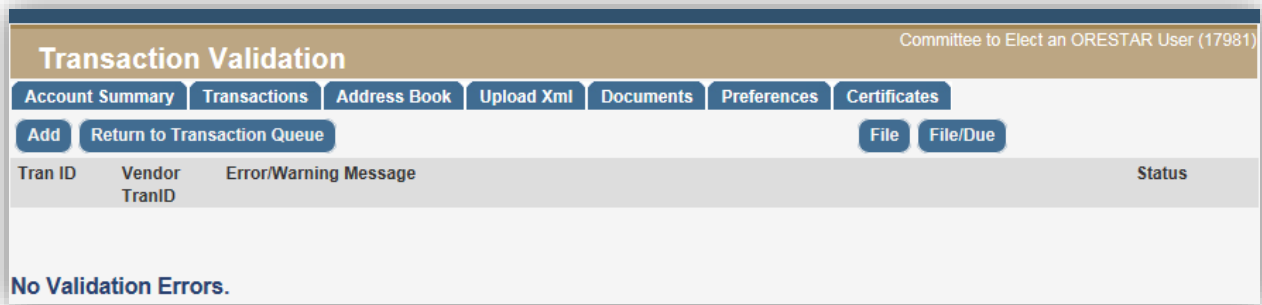 Committee to Elect an ORESTAR User (17981)
Transaction Validation
Account Summary Transactions Address Book Upload Xml Documents Preferences Certificates
Add Return to Transaction Queue File File/Due
Tran ID Vendor Error/Warning Message Status
TranID
No Validation Errors.